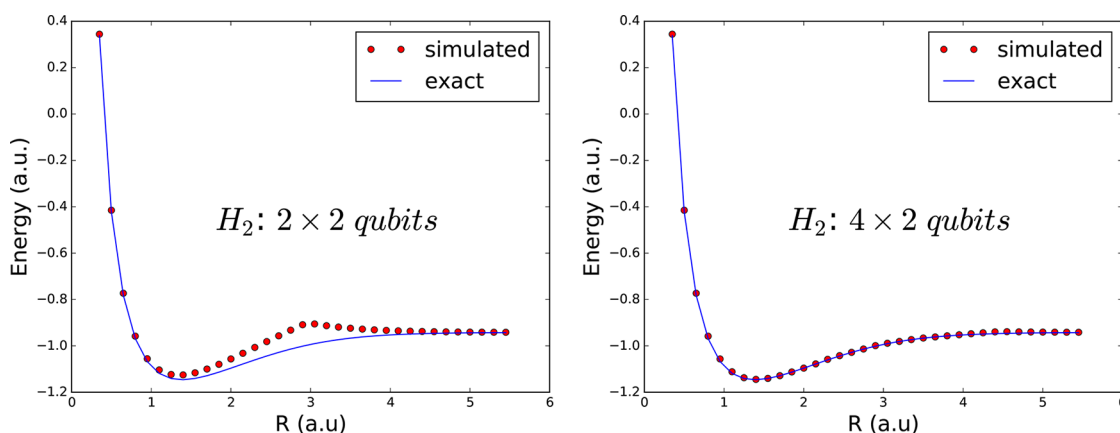 0.4
0.2
0.0
−0.2
−0.4
−0.6
−0.8
−1.0
−1.2
Energy (a.u.)
simulated
exact
H₂: 2 × 2 qubits
0 1 2 3 4 5 6
R (a.u)
0.4
0.2
0.0
−0.2
−0.4
−0.6
−0.8
−1.0
−1.2
Energy (a.u.)
simulated
exact
H₂: 4 × 2 qubits
0 1 2 3 4 5
R (a.u)